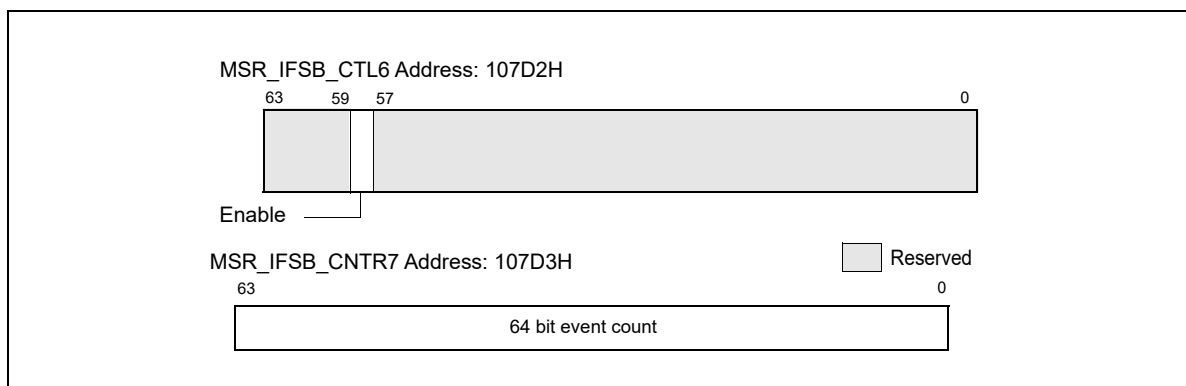 MSR_IFSB_CTL6 Address: 107D2H
63 59 57 0
Enable
Reserved
MSR_IFSB_CNTR7 Address: 107D3H
63 0
64 bit event count